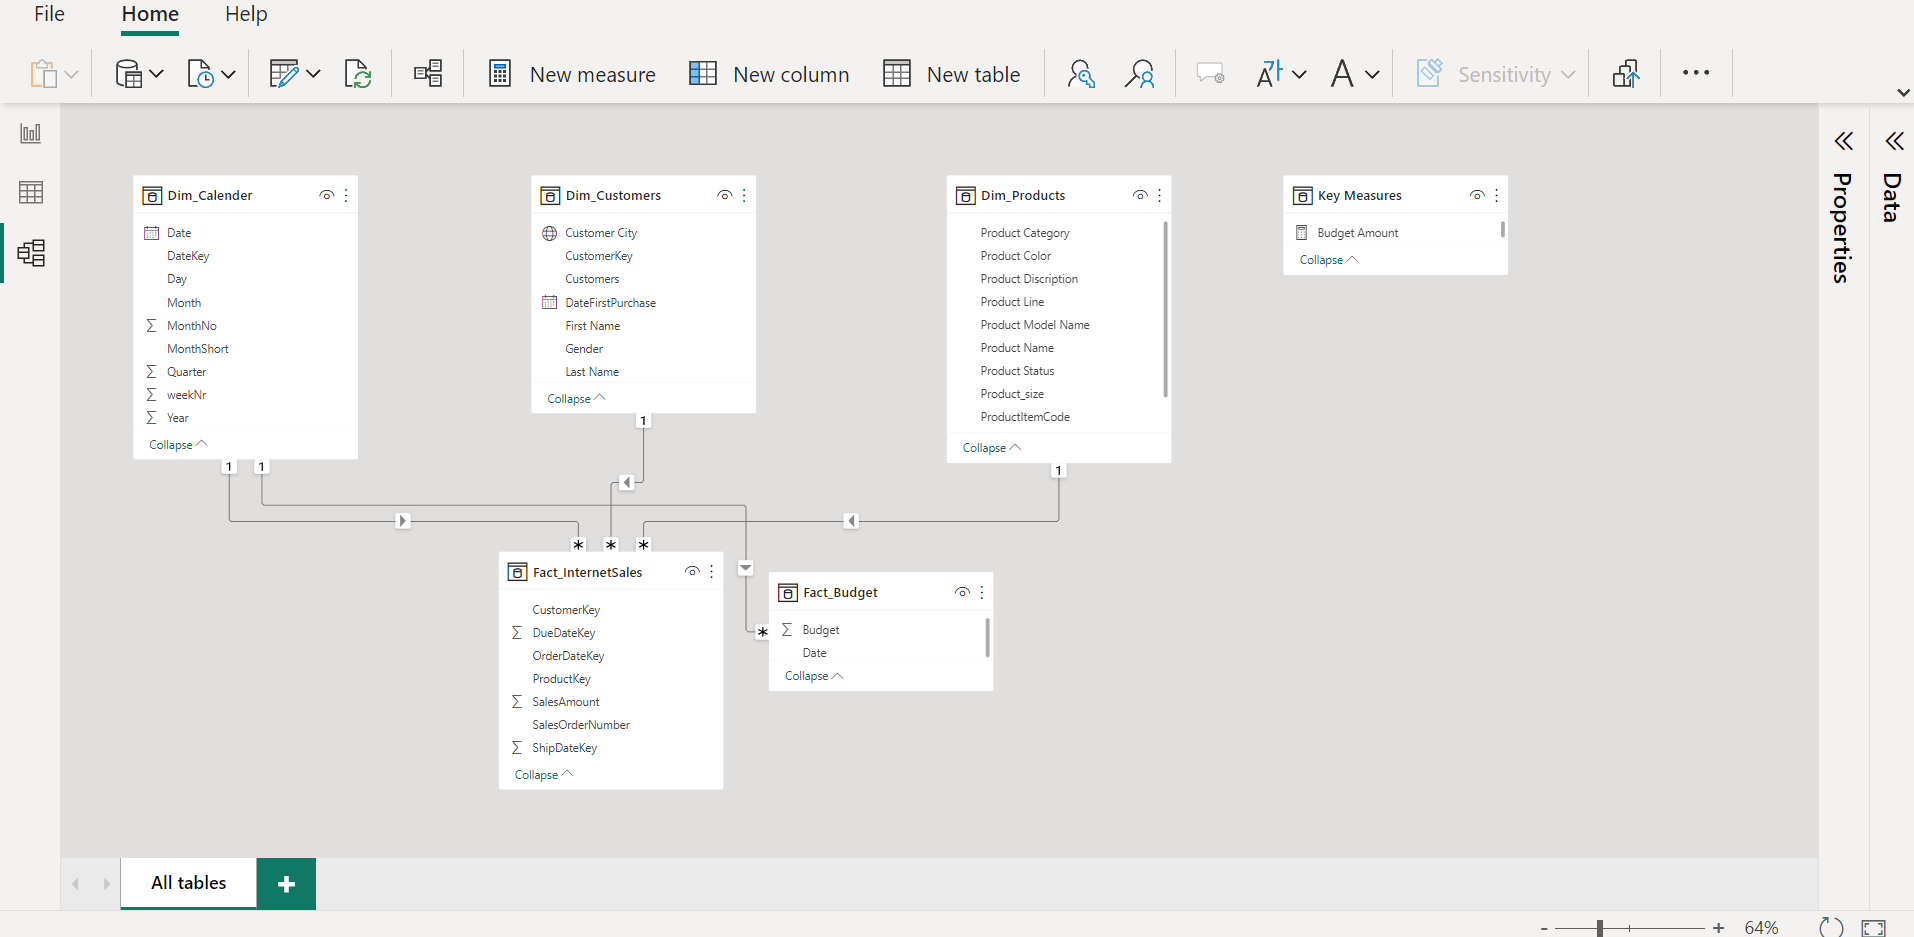 File Home Help
New measure New column New table Sensitivity
Dim_Calender
Date
DateKey
Day
Month
MonthNo
MonthShort
Quarter
weekNr
Year
Collapse
1 1
Dim_Customers
Customer City
CustomerKey
Customers
DateFirstPurchase
First Name
Gender
Last Name
Collapse
1
Dim_Products
Product Category
Product Color
Product Discription
Product Line
Product Model Name
Product Name
Product Status
Product_size
ProductItemCode
Collapse
1
Key Measures
Budget Amount
Collapse
* * *
Fact_InternetSales
CustomerKey
DueDateKey
OrderDateKey
ProductKey
SalesAmount
SalesOrderNumber
ShipDateKey
Collapse
*
Fact_Budget
Budget
Date
Collapse
Properties
Data
All tables +
- + 64%